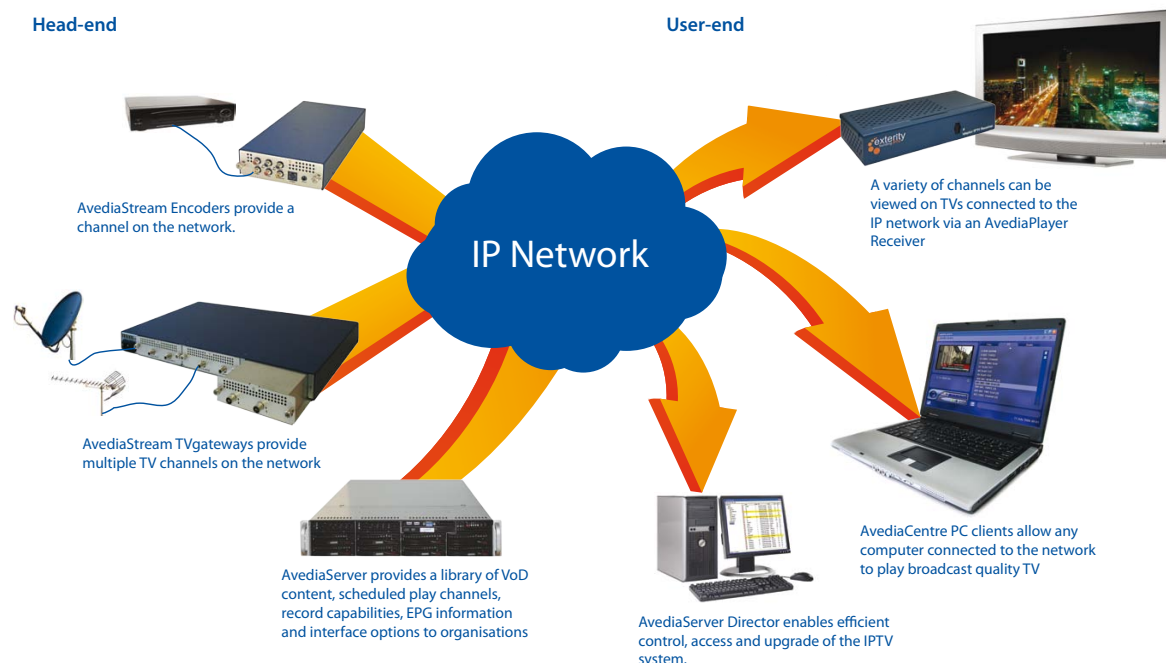 Head-end
User-end
AvediaStream Encoders provide a
channel on the network.
exterity
A variety of channels can be
viewed on TVs connected to the
IP network via an AvediaPlayer
Receiver
IP Network
AvediaStream TVgateways provide
multiple TV channels on the network
AvediaServer provides a library of VoD
content, scheduled play channels,
record capabilities, EPG information
and interface options to organisations
AvediaServer Director enables efficient
control, access and upgrade of the IPTV
system.
AvediaCentre PC clients allow any
computer connected to the network
to play broadcast quality TV